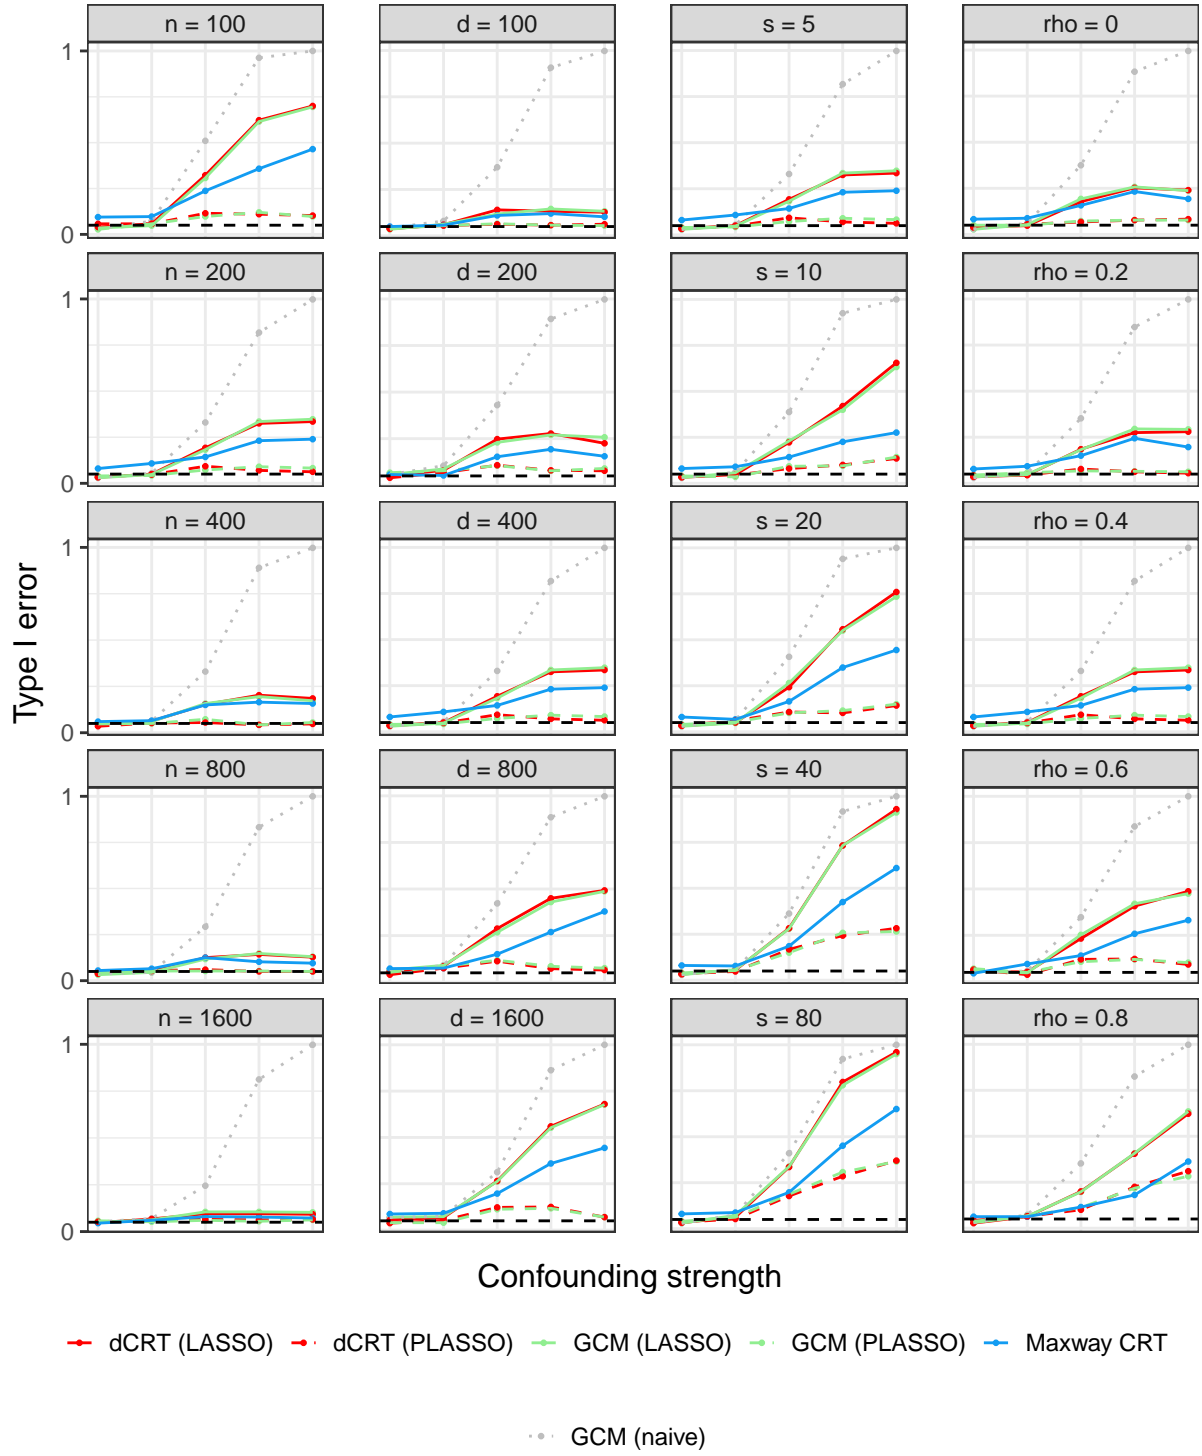 n = 100 d = 100 s = 5 rho = 0
1
0
n = 200 d = 200 s = 10 rho = 0.2
1
0
n = 400 d = 400 s = 20 rho = 0.4
1
0
Type I error
n = 800 d = 800 s = 40 rho = 0.6
1
0
n = 1600 d = 1600 s = 80 rho = 0.8
1
0
Confounding strength
dCRT (LASSO) dCRT (PLASSO) GCM (LASSO) GCM (PLASSO) Maxway CRT
GCM (naive)